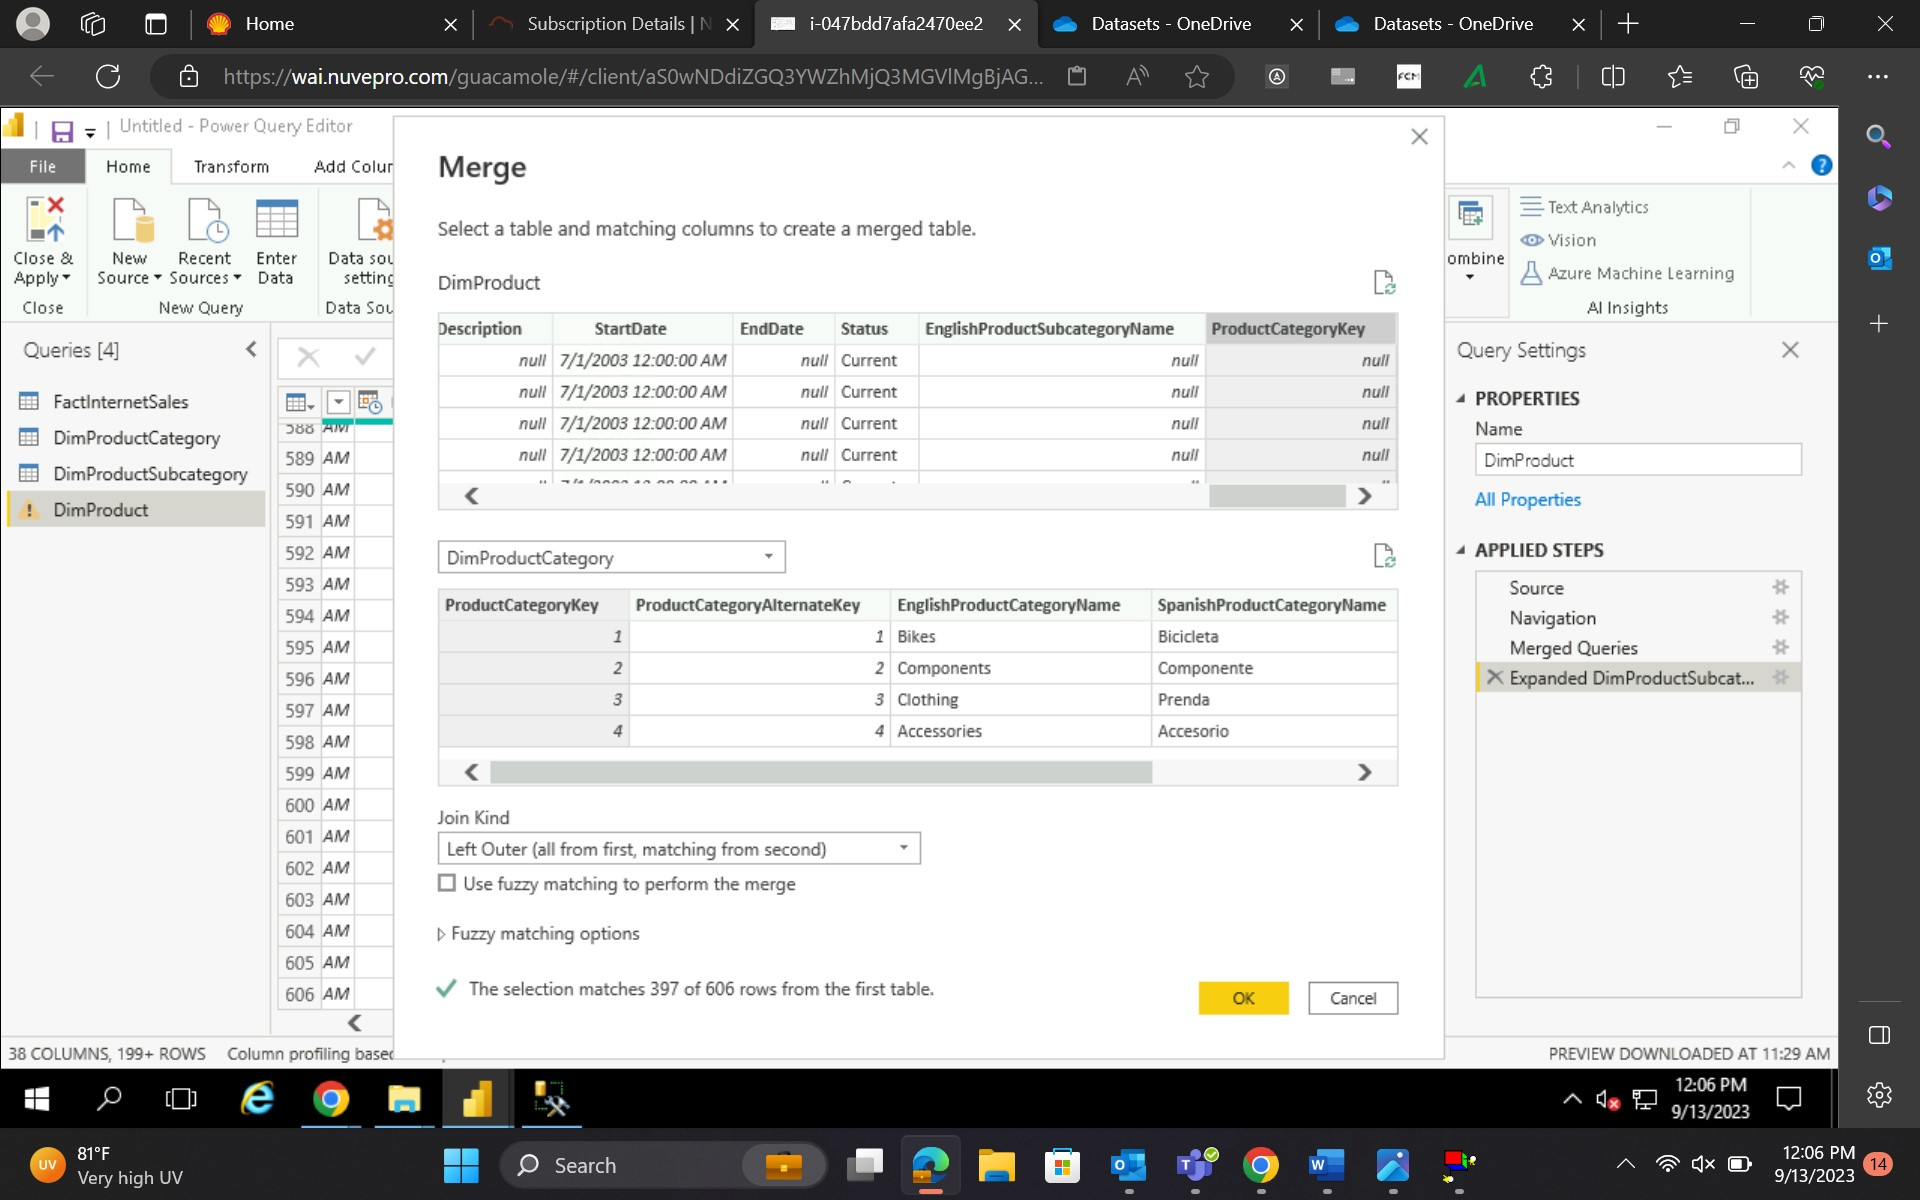 Home
Subscription Details | N
i-047bdd7afa2470ee2
Datasets - OneDrive
Datasets - OneDrive
https://wai.nuvepro.com/guacamole/#/client/aS0wNDdiZGQ3YWZhMjQ3MGVlMgBjAG...
Untitled - Power Query Editor
File
Home
Transform
Add Colur
Close & Apply
New Source
Recent Sources
Enter Data
Data sou setting
Close
New Query
Data Sou
ombine
Text Analytics
Vision
Azure Machine Learning
AI Insights
Queries [4]
FactInternetSales
DimProductCategory
DimProductSubcategory
DimProduct
588 AM
589 AM
590 AM
591 AM
592 AM
593 AM
594 AM
595 AM
596 AM
597 AM
598 AM
599 AM
600 AM
601 AM
602 AM
603 AM
604 AM
605 AM
606 AM
Merge
Select a table and matching columns to create a merged table.
DimProduct
Description StartDate EndDate Status EnglishProductSubcategoryName ProductCategoryKey
null 7/1/2003 12:00:00 AM null Current null null
null 7/1/2003 12:00:00 AM null Current null null
null 7/1/2003 12:00:00 AM null Current null null
null 7/1/2003 12:00:00 AM null Current null null
DimProductCategory
ProductCategoryKey ProductCategoryAlternateKey EnglishProductCategoryName SpanishProductCategoryName
1 1 Bikes Bicicleta
2 2 Components Componente
3 3 Clothing Prenda
4 4 Accessories Accesorio
Join Kind
Left Outer (all from first, matching from second)
Use fuzzy matching to perform the merge
Fuzzy matching options
The selection matches 397 of 606 rows from the first table.
OK
Cancel
Query Settings
PROPERTIES
Name
DimProduct
All Properties
APPLIED STEPS
Source
Navigation
Merged Queries
Expanded DimProductSubcat...
38 COLUMNS, 199+ ROWS
Column profiling based
PREVIEW DOWNLOADED AT 11:29 AM
12:06 PM
9/13/2023
UV
81°F
Very high UV
Search
12:06 PM
9/13/2023
14